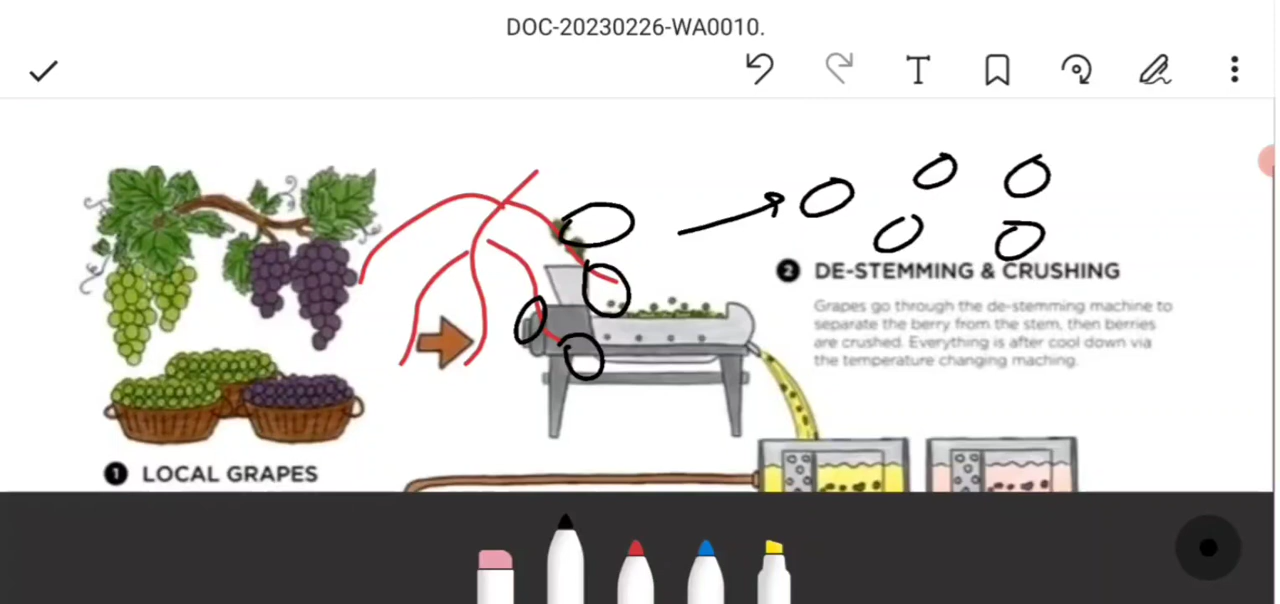 DOC-20230226-WA0010.
T
2 DE-STEMMING & CRUSHING
Grapes go through the de-stemming machine to
separate the berry from the stem, then berries
are crushed. Everything is after cool down via
the temperature changing maching.
1 LOCAL GRAPES